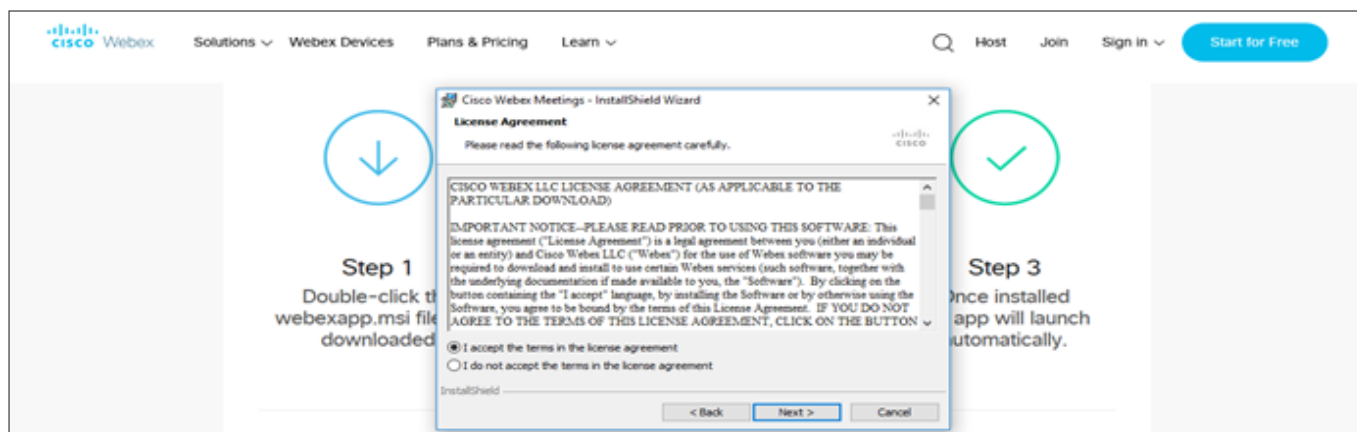 CISCO Webex Solutions Webex Devices Plans & Pricing Learn Host Join Sign in Start for Free
Cisco Webex Meetings - InstallShield Wizard
License Agreement
Please read the following license agreement carefully.
CISCO
CISCO WEBEX LLC LICENSE AGREEMENT (AS APPLICABLE TO THE
PARTICULAR DOWNLOAD)
IMPORTANT NOTICE--PLEASE READ PRIOR TO USING THIS SOFTWARE: This
license agreement ("License Agreement") is a legal agreement between you (either an individual
or an entity) and Cisco Webex LLC ("Webex") for the use of Webex software you may be
required to download and install to use certain Webex services (such software, together with
the underlying documentation if made available to you, the "Software"). By clicking on the
button containing the "I accept" language, by installing the Software or by otherwise using the
Software, you agree to be bound by the terms of this License Agreement. IF YOU DO NOT
AGREE TO THE TERMS OF THIS LICENSE AGREEMENT, CLICK ON THE BUTTON
I accept the terms in the license agreement
I do not accept the terms in the license agreement
InstallShield
< Back Next > Cancel
Step 1
Double-click th
webexapp.msi file
downloaded
Step 3
Once installed
app will launch
automatically.